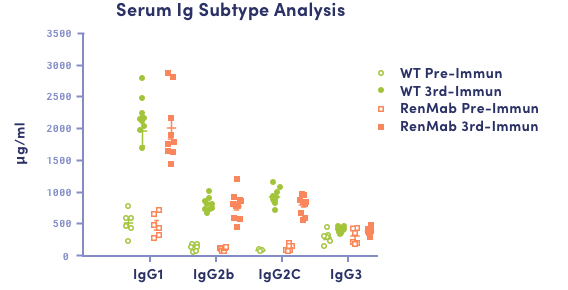 Serum Ig Subtype Analysis
3500
3000
2500
2000
1500
1000
500
0
µg/ml
IgG1 IgG2b IgG2C IgG3
WT Pre-Immun
WT 3rd-Immun
RenMab Pre-Immun
RenMab 3rd-Immun